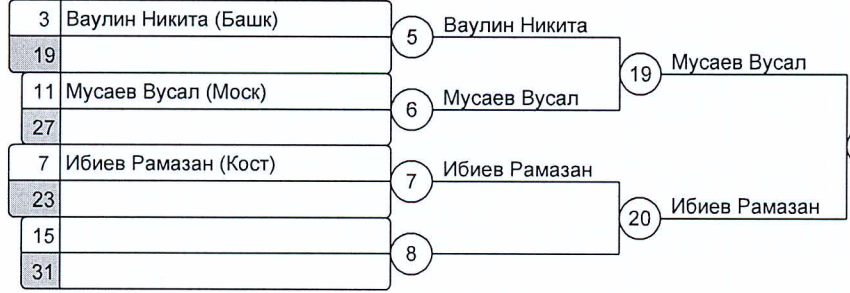 3 Ваулин Никита (Башк)
19
5 Ваулин Никита
11 Мусаев Вусал (Моск)
27
6 Мусаев Вусал
19 Мусаев Вусал
7 Ибиев Рамазан (Кост)
23
7 Ибиев Рамазан
15
31
8
20 Ибиев Рамазан